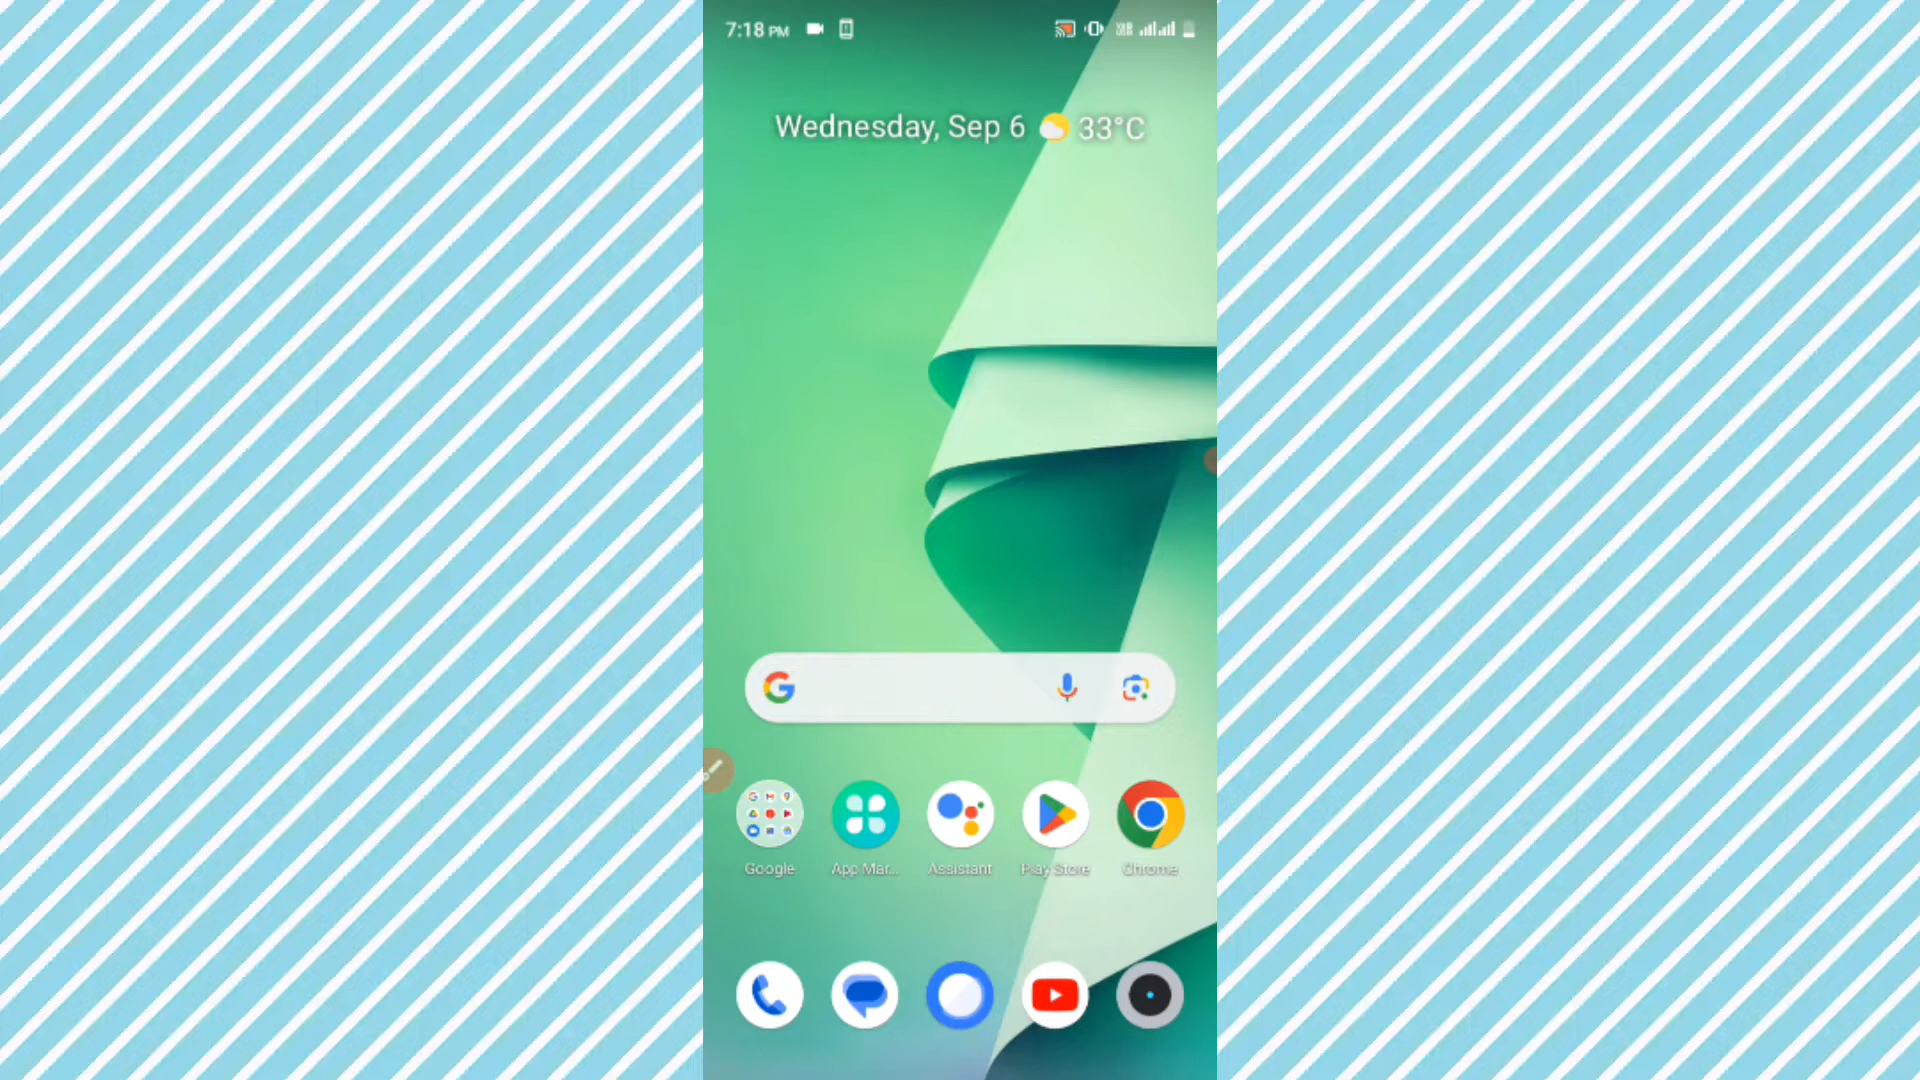 7:18 PM
Wednesday, Sep 6 33°C
Google App Mar... Assistant Play Store Chrome